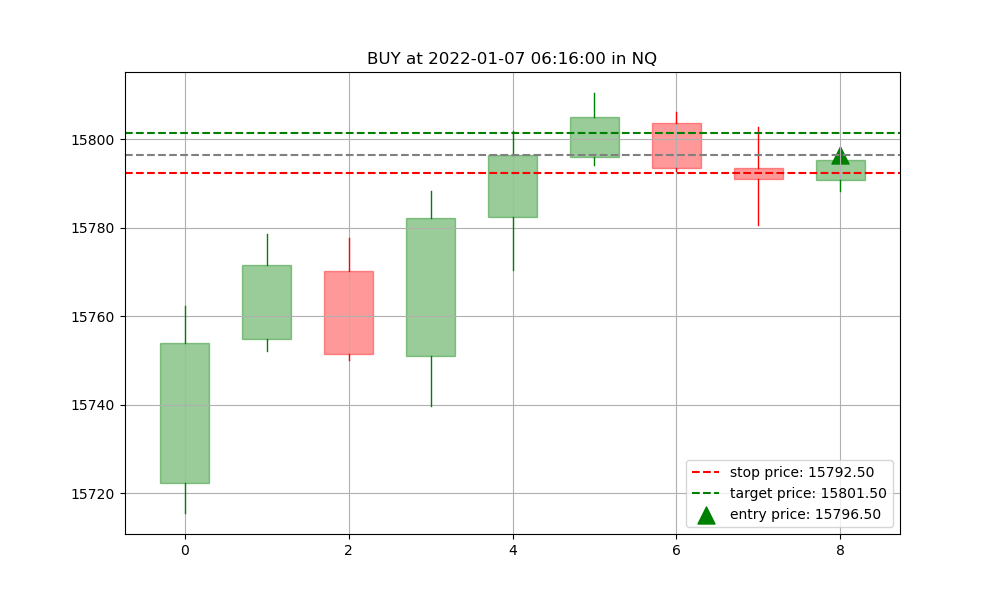 BUY at 2022-01-07 06:16:00 in NQ
15800
15780
15760
15740
15720
stop price: 15792.50
target price: 15801.50
entry price: 15796.50
0 2 4 6 8